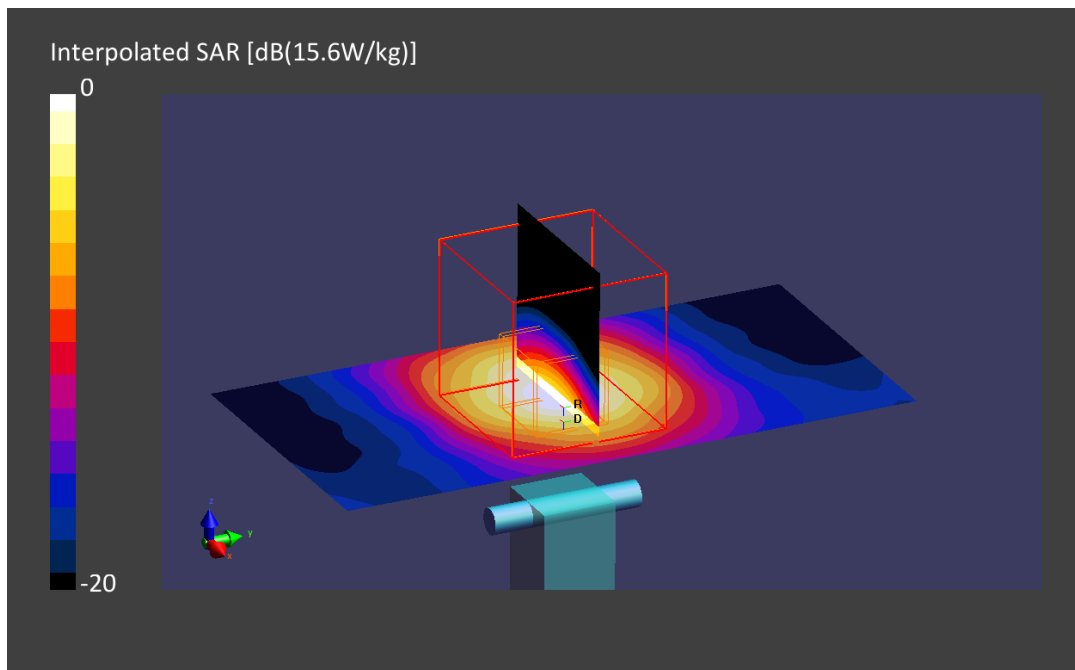 Interpolated SAR [dB(15.6W/kg)]
0
z
R
D
y
x
-20